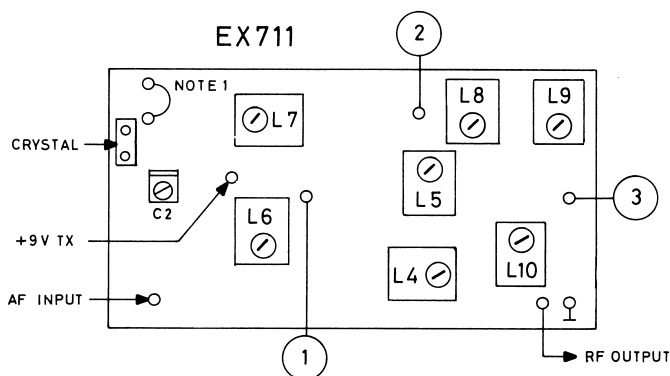 EX711
2
NOTE 1
L7
L8
L9
CRYSTAL
L5
C2
3
L6
+9V TX
L4
L10
AF INPUT
1
RF OUTPUT